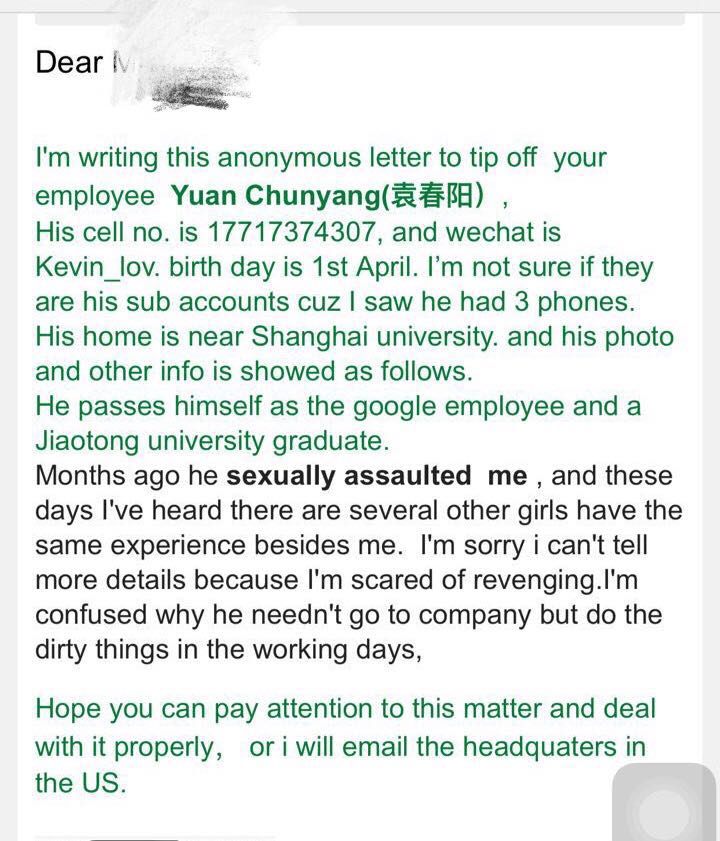 Dear
I'm writing this anonymous letter to tip off your
employee Yuan Chunyang(袁春阳) ,
His cell no. is 17717374307, and wechat is
Kevin_lov. birth day is 1st April. I’m not sure if they
are his sub accounts cuz I saw he had 3 phones.
His home is near Shanghai university. and his photo
and other info is showed as follows.
He passes himself as the google employee and a
Jiaotong university graduate.
Months ago he sexually assaulted me , and these
days I've heard there are several other girls have the
same experience besides me. I'm sorry i can't tell
more details because I'm scared of revenging.I'm
confused why he needn't go to company but do the
dirty things in the working days,
Hope you can pay attention to this matter and deal
with it properly, or i will email the headquaters in
the US.